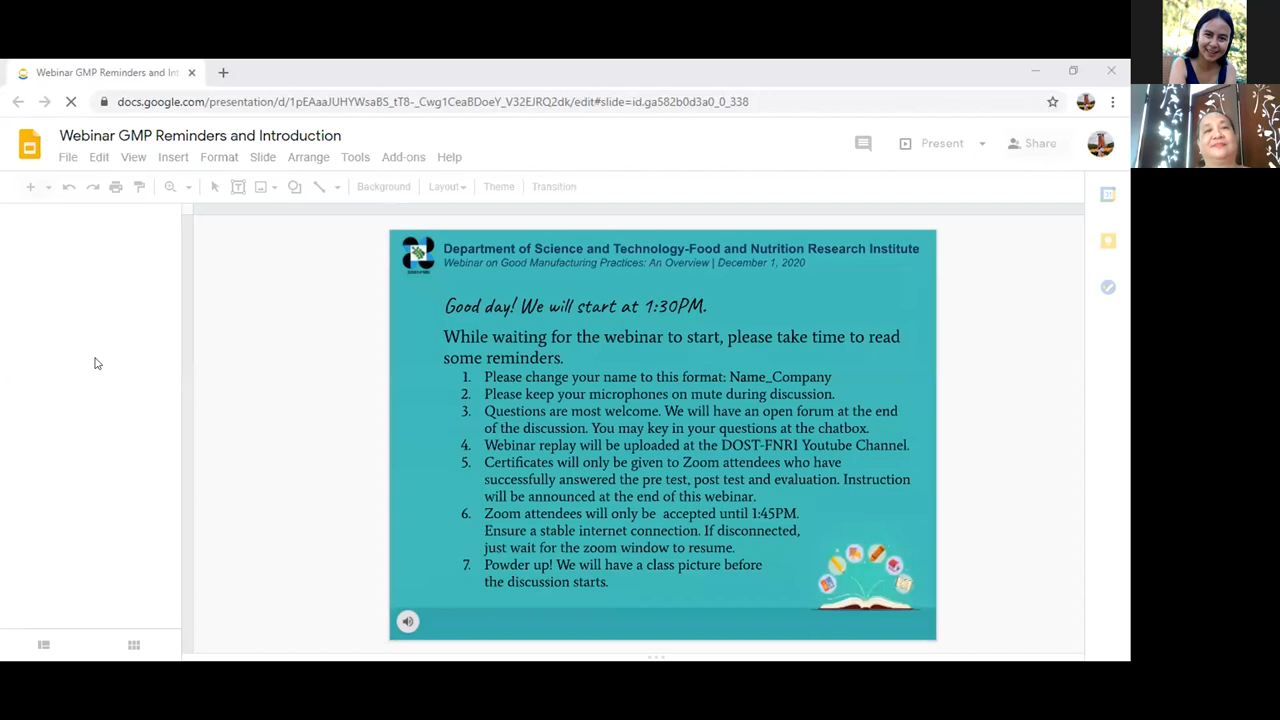 Webinar GMP Reminders and Int
docs.google.com/presentation/d/1pEAaaJUHYWsaBS_tT8-_Cwg1CeaBDoeY_V32EJRQ2dk/edit#slide=id.ga582b0d3a0_0_338
Webinar GMP Reminders and Introduction
File Edit View Insert Format Slide Arrange Tools Add-ons Help
Present
Share
Background Layout Theme Transition
Department of Science and Technology-Food and Nutrition Research Institute
Webinar on Good Manufacturing Practices: An Overview | December 1, 2020
Good day! We will start at 1:30PM.
While waiting for the webinar to start, please take time to read
some reminders.
1. Please change your name to this format: Name_Company
2. Please keep your microphones on mute during discussion.
3. Questions are most welcome. We will have an open forum at the end
of the discussion. You may key in your questions at the chatbox.
4. Webinar replay will be uploaded at the DOST-FNRI Youtube Channel.
5. Certificates will only be given to Zoom attendees who have
successfully answered the pre test, post test and evaluation. Instruction
will be announced at the end of this webinar.
6. Zoom attendees will only be accepted until 1:45PM.
Ensure a stable internet connection. If disconnected,
just wait for the zoom window to resume.
7. Powder up! We will have a class picture before
the discussion starts.